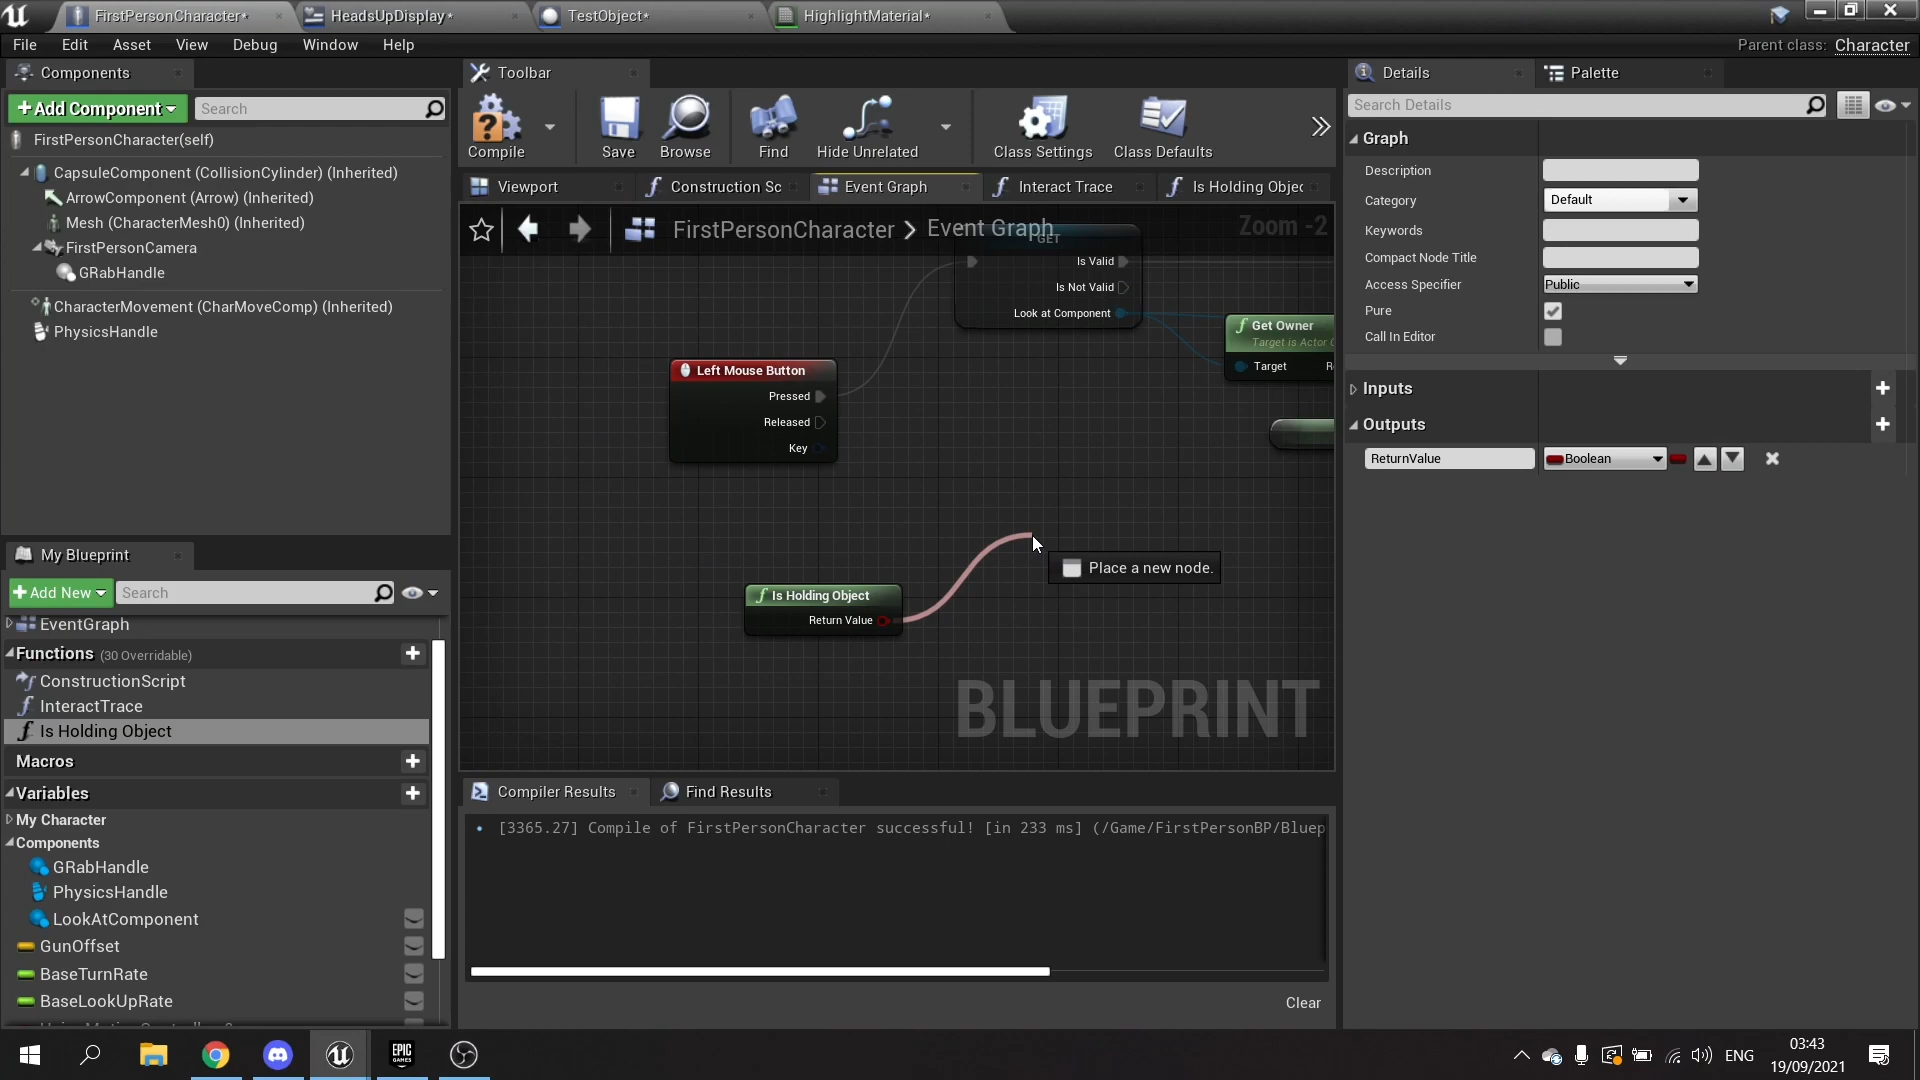 FirstPersonCharacter*
HeadsUpDisplay*
TestObject*
HighlightMaterial*
File
Edit
Asset
View
Debug
Window
Help
Parent class: Character
Components
Toolbar
Details
Palette
+Add Component
Search
FirstPersonCharacter(self)
CapsuleComponent (CollisionCylinder) (Inherited)
ArrowComponent (Arrow) (Inherited)
Mesh (CharacterMesh0) (Inherited)
FirstPersonCamera
GRabHandle
CharacterMovement (CharMoveComp) (Inherited)
PhysicsHandle
Compile
Save
Browse
Find
Hide Unrelated
Class Settings
Class Defaults
Viewport
Construction Sc
Event Graph
Interact Trace
Is Holding Objec
FirstPersonCharacter > Event Graph
Zoom -2
GET
Is Valid
Is Not Valid
Look at Component
Get Owner
Target is Actor
Target
R
Left Mouse Button
Pressed
Released
Key
Place a new node.
Is Holding Object
Return Value
BLUEPRINT
Search Details
Graph
Description
Category
Default
Keywords
Compact Node Title
Access Specifier
Public
Pure
Call In Editor
Inputs
Outputs
ReturnValue
Boolean
My Blueprint
+Add New
Search
EventGraph
Functions (30 Overridable)
ConstructionScript
InteractTrace
Is Holding Object
Macros
Variables
My Character
Components
GRabHandle
PhysicsHandle
LookAtComponent
GunOffset
BaseTurnRate
BaseLookUpRate
Compiler Results
Find Results
[3365.27] Compile of FirstPersonCharacter successful! [in 233 ms] (/Game/FirstPersonBP/Bluep
Clear
EPIC
GAMES
ENG
03:43
19/09/2021